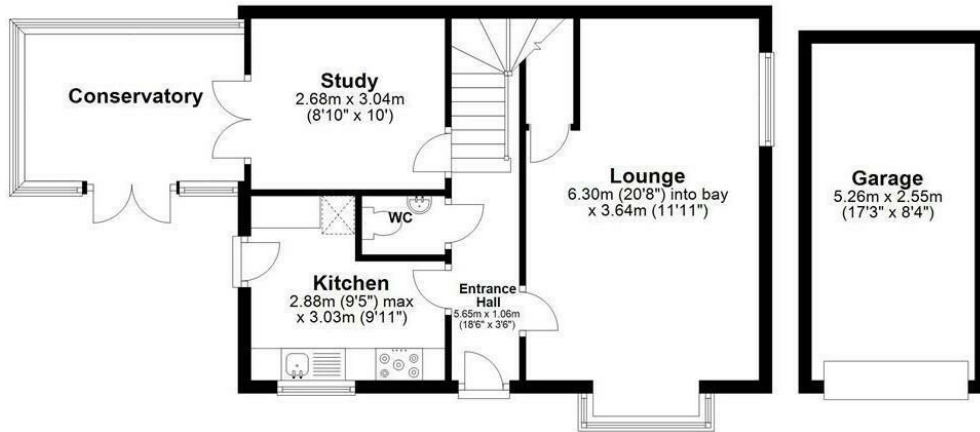 Conservatory
Study
2.68m x 3.04m
(8'10" x 10')
Lounge
6.30m (20'8") into bay
x 3.64m (11'11")
Garage
5.26m x 2.55m
(17'3" x 8'4")
WC
Kitchen
2.88m (9'5") max
x 3.03m (9'11")
Entrance
Hall
5.65m x 1.06m
(18'6" x 3'6")